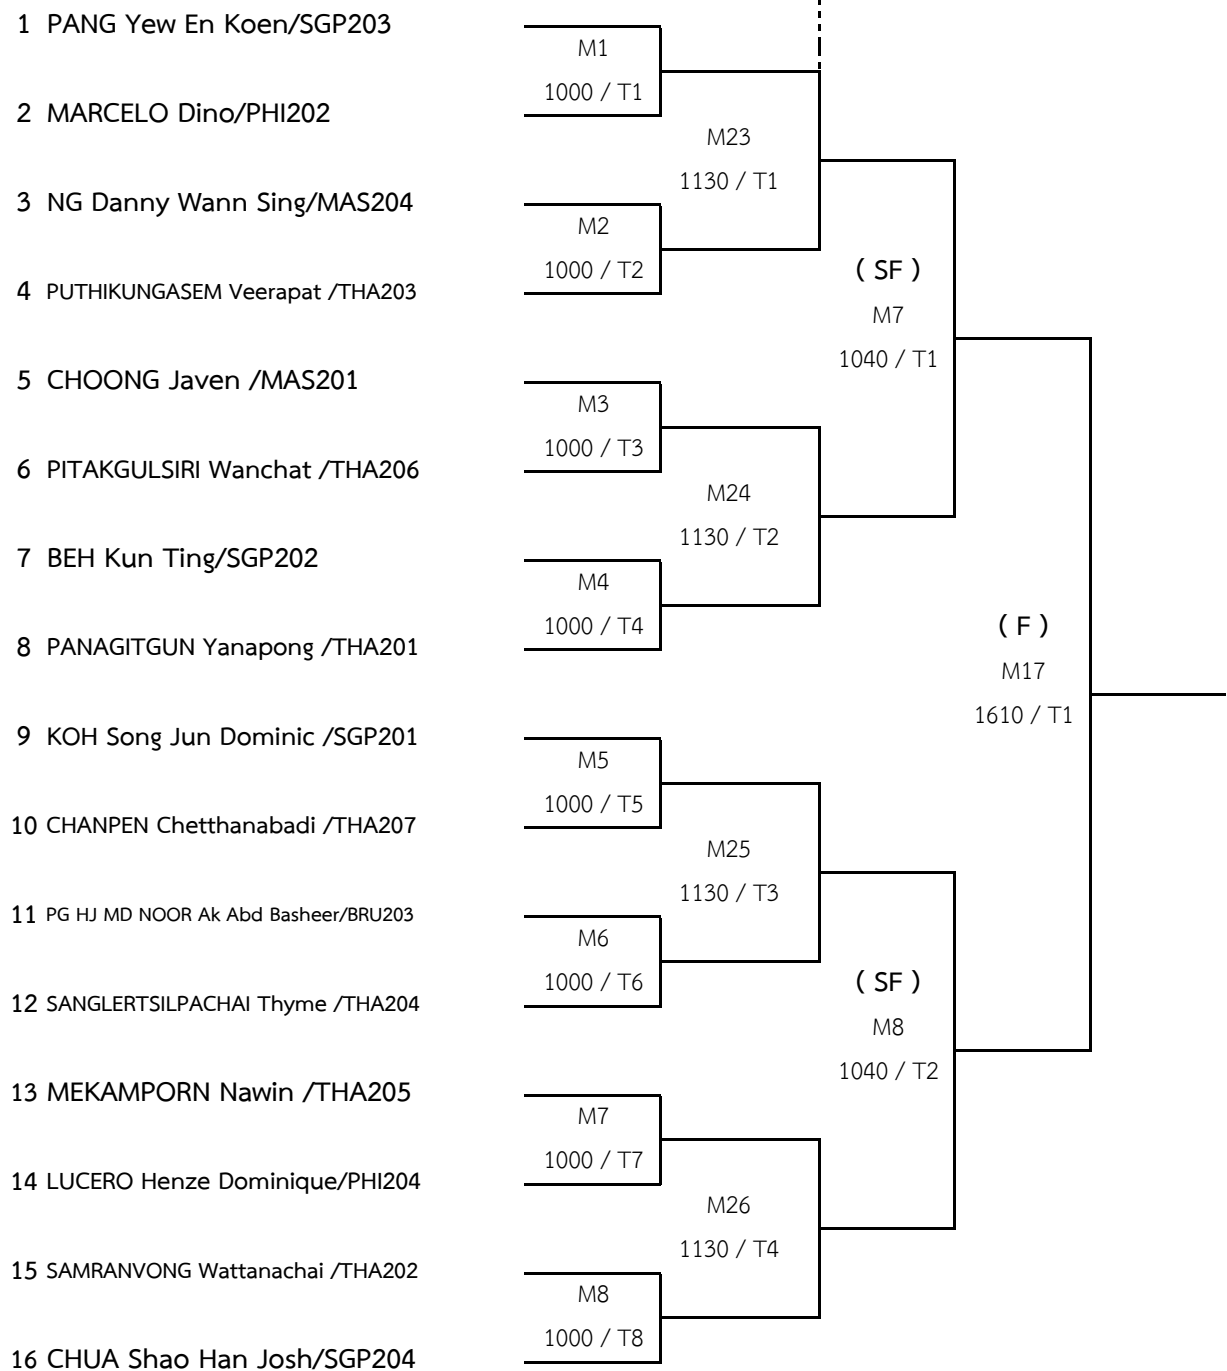 1 PANG Yew En Koen/SGP203
M1
1000 / T1
2 MARCELO Dino/PHI202
M23
1130 / T1
3 NG Danny Wann Sing/MAS204
M2
1000 / T2
4 PUTHIKUNGASEM Veerapat /THA203
( SF )
M7
1040 / T1
5 CHOONG Javen /MAS201
M3
1000 / T3
6 PITAKGULSIRI Wanchat /THA206
M24
1130 / T2
7 BEH Kun Ting/SGP202
M4
1000 / T4
8 PANAGITGUN Yanapong /THA201
( F )
M17
1610 / T1
9 KOH Song Jun Dominic /SGP201
M5
1000 / T5
10 CHANPEN Chetthanabadi /THA207
M25
1130 / T3
11 PG HJ MD NOOR Ak Abd Basheer/BRU203
M6
1000 / T6
12 SANGLERTSILPACHAI Thyme /THA204
( SF )
M8
1040 / T2
13 MEKAMPORN Nawin /THA205
M7
1000 / T7
14 LUCERO Henze Dominique/PHI204
M26
1130 / T4
15 SAMRANVONG Wattanachai /THA202
M8
1000 / T8
16 CHUA Shao Han Josh/SGP204